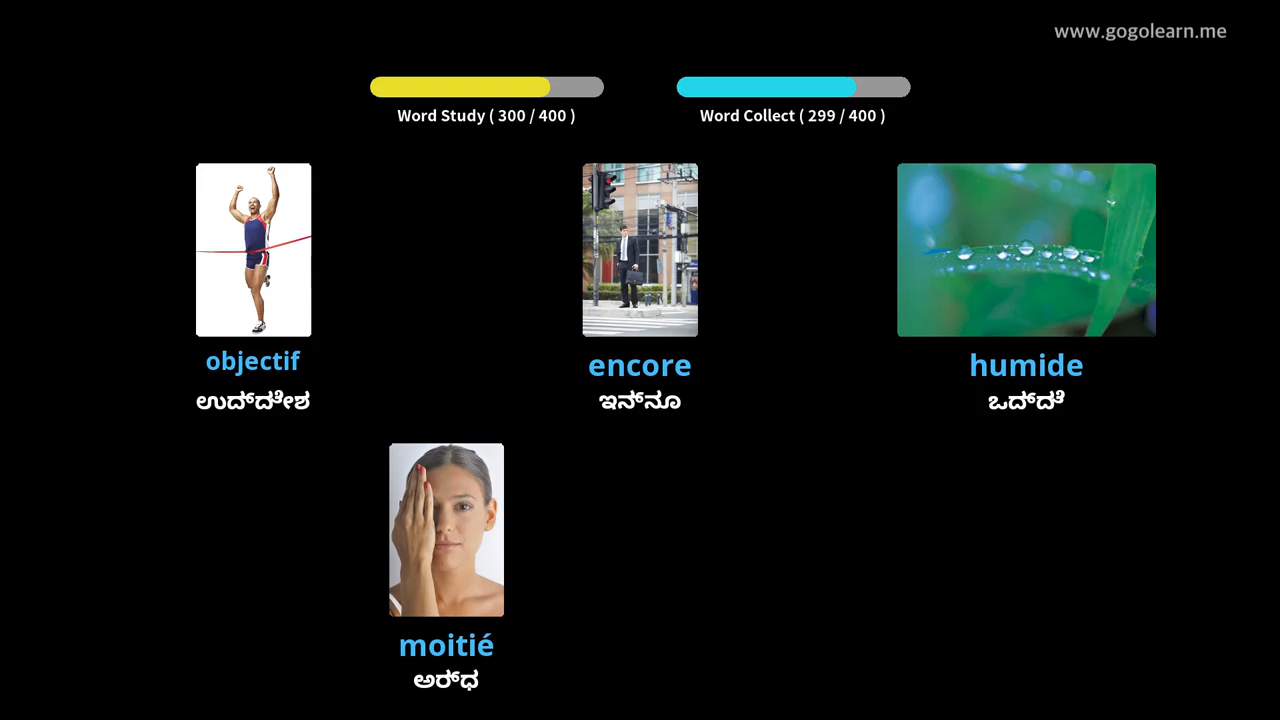 www.gogolearn.me
Word Study ( 300 / 400 )
Word Collect ( 299 / 400 )
objectif
encore
humide
ಉದ್ದೇಶ
ಇನ್ನೂ
ಒದ್ದೆ
moitié
ಅರ್ಧ